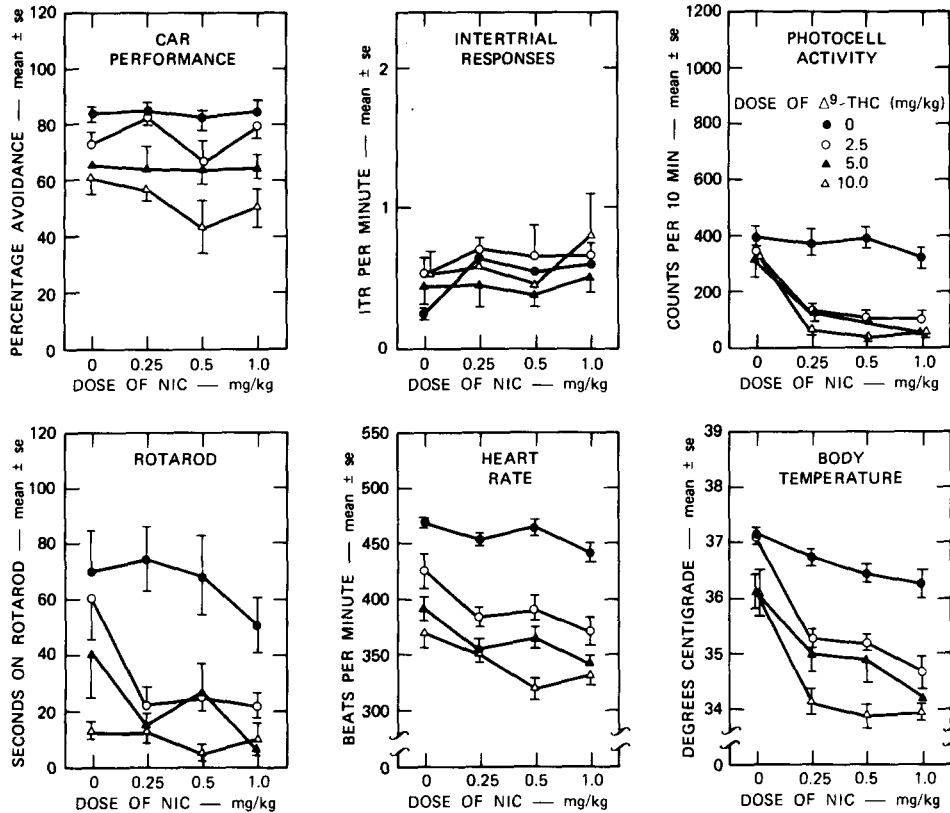 CAR
PERFORMANCE
PERCENTAGE AVOIDANCE — mean ± se
120
100
80
60
40
20
0
0 0.25 0.5 1.0
DOSE OF NIC — mg/kg
INTERTRIAL
RESPONSES
ITR PER MINUTE — mean ± se
2
1
0
0 0.25 0.5 1.0
DOSE OF NIC — mg/kg
PHOTOCELL
ACTIVITY
DOSE OF Δ9-THC (mg/kg)
0
2.5
5.0
10.0
COUNTS PER 10 MIN — mean ± se
1200
1000
800
600
400
200
0
0 0.25 0.5 1.0
DOSE OF NIC — mg/kg
ROTAROD
SECONDS ON ROTAROD — mean ± se
120
100
80
60
40
20
0
0 0.25 0.5 1.0
DOSE OF NIC — mg/kg
HEART
RATE
BEATS PER MINUTE — mean ± se
550
500
450
400
350
300
0
0 0.25 0.5 1.0
DOSE OF NIC — mg/kg
BODY
TEMPERATURE
DEGREES CENTIGRADE — mean ± se
39
38
37
36
35
34
0
0 0.25 0.5 1.0
DOSE OF NIC — mg/kg